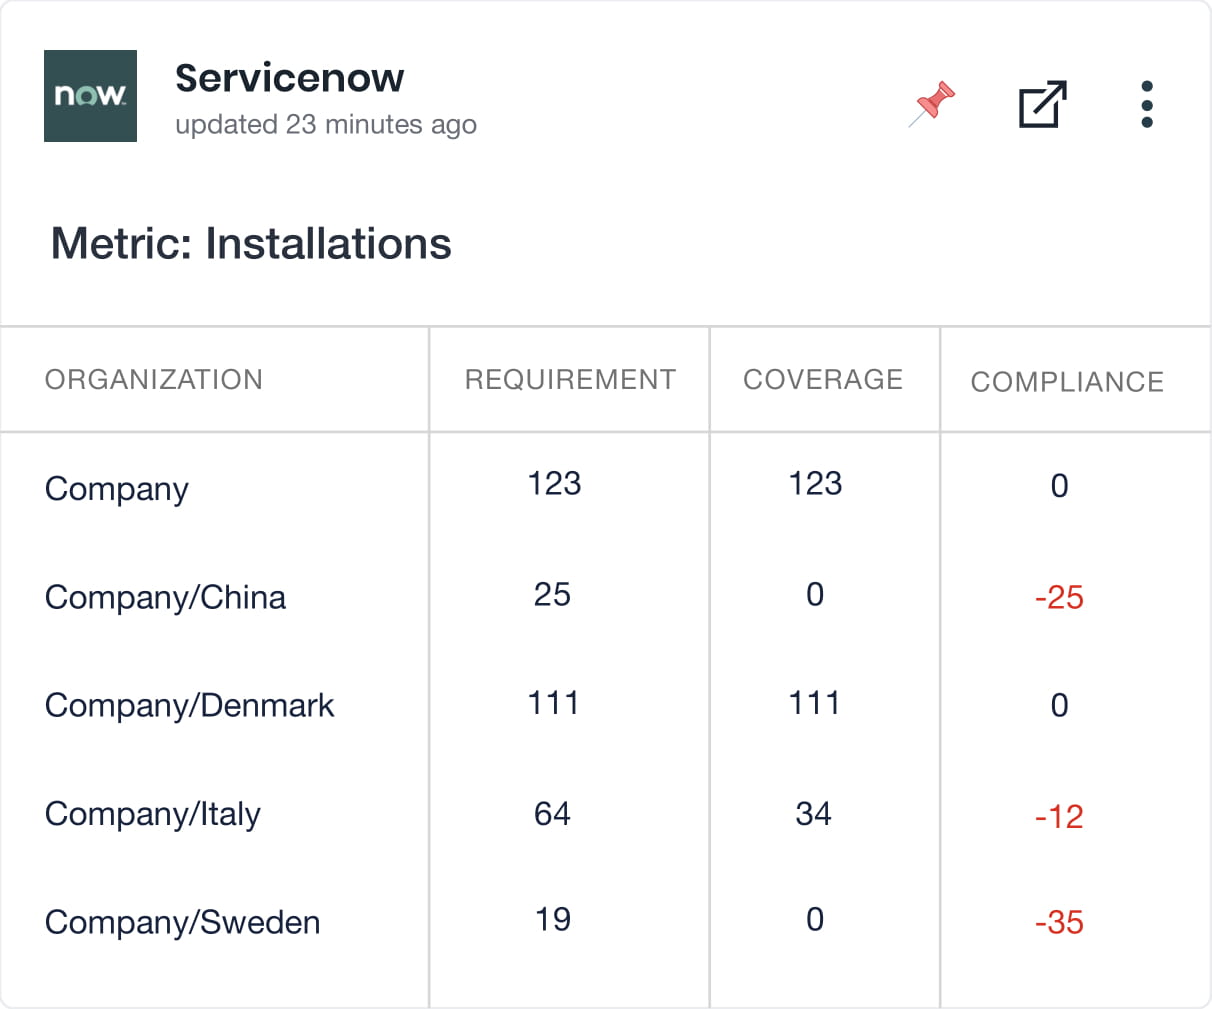 now.
Servicenow
updated 23 minutes ago
Metric: Installations
ORGANIZATION REQUIREMENT COVERAGE COMPLIANCE
Company 123 123 0
Company/China 25 0 -25
Company/Denmark 111 111 0
Company/Italy 64 34 -12
Company/Sweden 19 0 -35